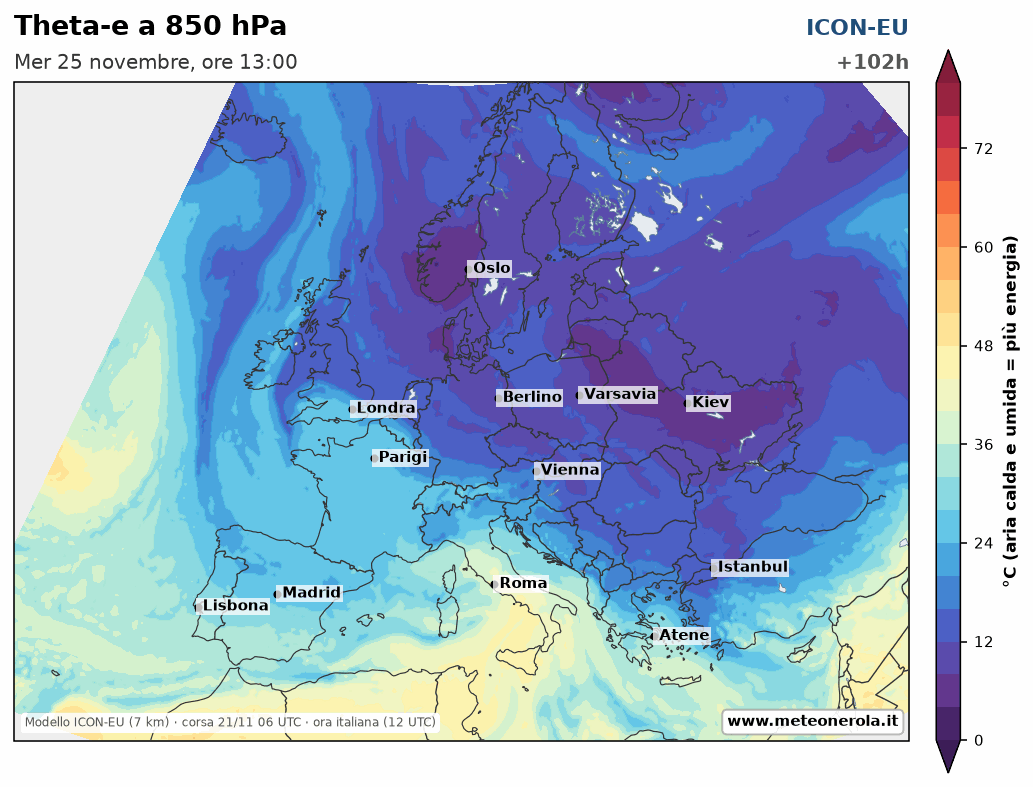 Theta-e a 850 hPa
ICON-EU
Mer 25 novembre, ore 13:00
+102h
72
60
48
36
24
12
0
°C (aria calda e umida = più energia)
Oslo
Berlino
Varsavia
Kiev
Londra
Parigi
Vienna
Istanbul
Roma
Madrid
Lisbona
Atene
Modello ICON-EU (7 km) · corsa 21/11 06 UTC · ora italiana (12 UTC)
www.meteonerola.it